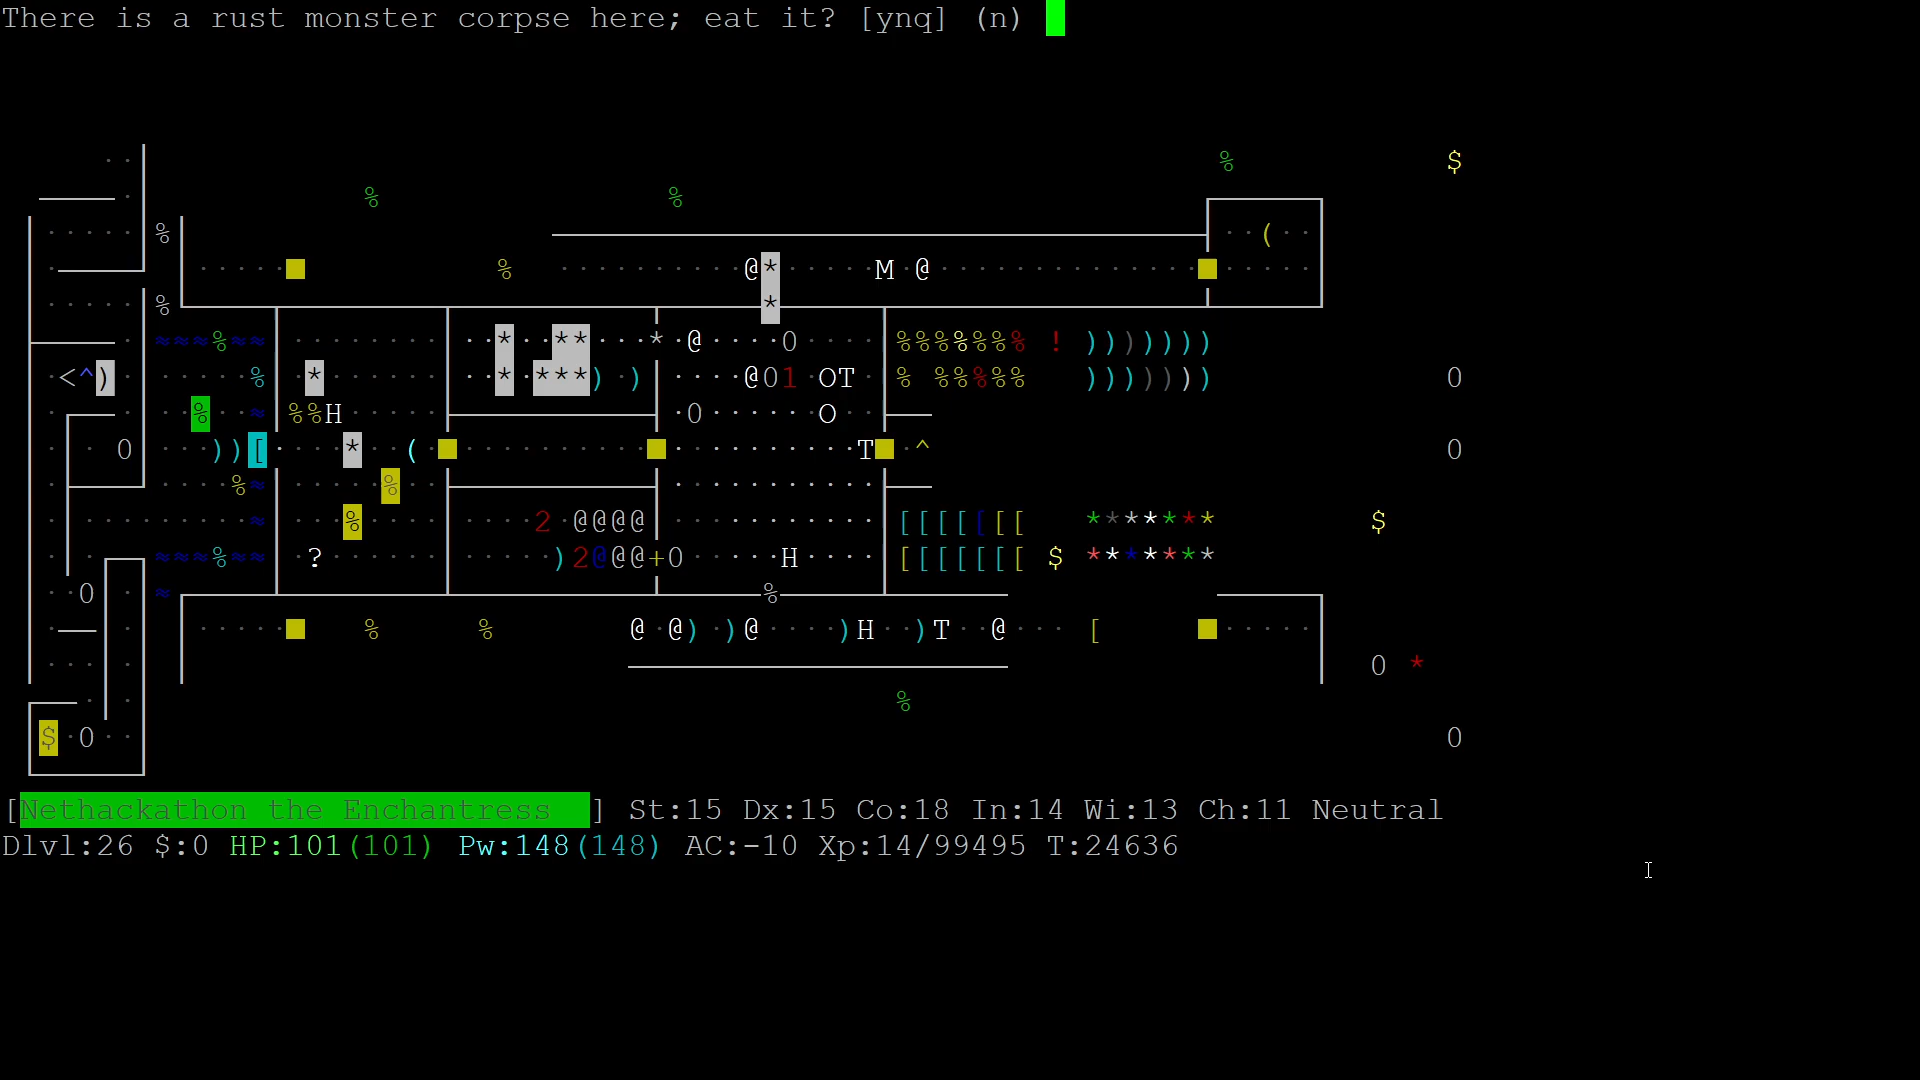 There is a rust monster corpse here; eat it? [ynq] (n)
[Nethackathon the Enchantress   ] St:15 Dx:15 Co:18 In:14 Wi:13 Ch:11 Neutral
Dlvl:26 $:0 HP:101(101) Pw:148(148) AC:-10 Xp:14/99495 T:24636